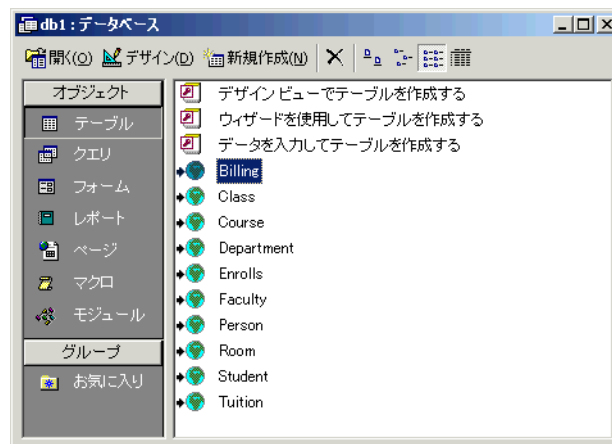 db1 : データベース
開く(O) デザイン(D) 新規作成(N)
オブジェクト
テーブル
クエリ
フォーム
レポート
ページ
マクロ
モジュール
グループ
お気に入り
デザイン ビューでテーブルを作成する
ウィザードを使用してテーブルを作成する
データを入力してテーブルを作成する
Billing
Class
Course
Department
Enrolls
Faculty
Person
Room
Student
Tuition